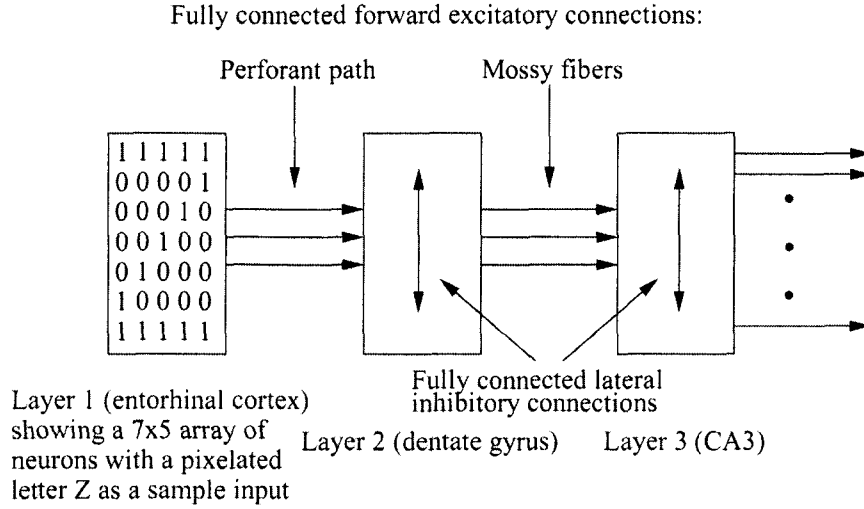 Fully connected forward excitatory connections:
Perforant path
Mossy fibers
1 1 1 1 1
0 0 0 0 1
0 0 0 1 0
0 0 1 0 0
0 1 0 0 0
1 0 0 0 0
1 1 1 1 1
Fully connected lateral
inhibitory connections
Layer 1 (entorhinal cortex)
showing a 7x5 array of
neurons with a pixelated
letter Z as a sample input
Layer 2 (dentate gyrus)
Layer 3 (CA3)